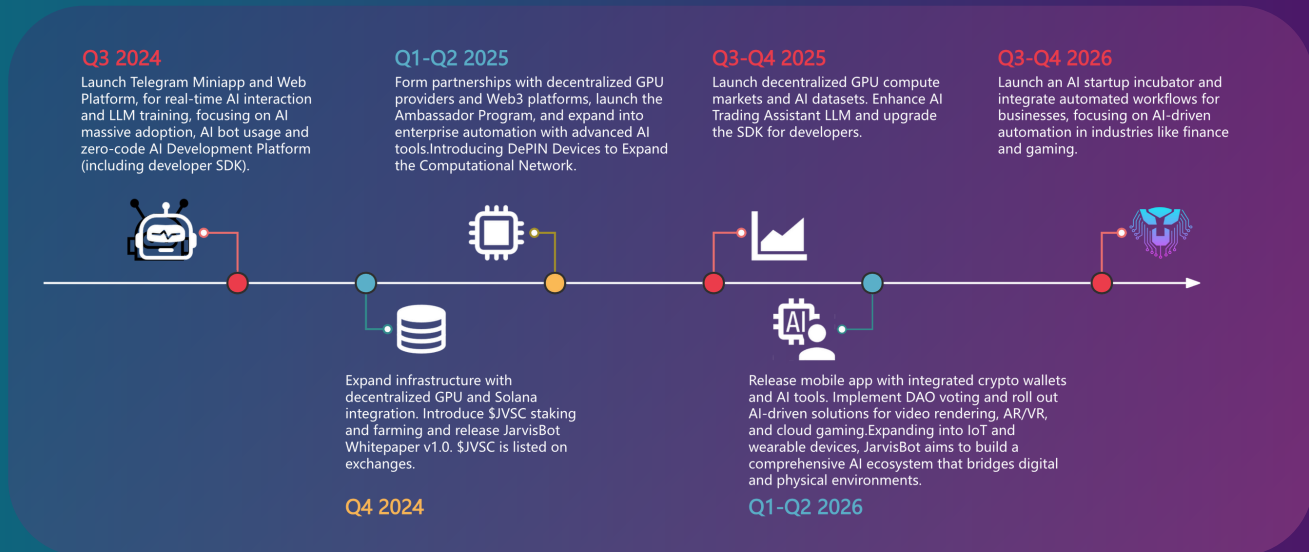 Q3 2024
Launch Telegram Miniapp and Web
Platform, for real-time AI interaction
and LLM training, focusing on AI
massive adoption, AI bot usage and
zero-code AI Development Platform
(including developer SDK).
Q1-Q2 2025
Form partnerships with decentralized GPU
providers and Web3 platforms, launch the
Ambassador Program, and expand into
enterprise automation with advanced AI
tools.Introducing DePIN Devices to Expand
the Computational Network.
Q3-Q4 2025
Launch decentralized GPU compute
markets and AI datasets. Enhance AI
Trading Assistant LLM and upgrade
the SDK for developers.
Q3-Q4 2026
Launch an AI startup incubator and
integrate automated workflows for
businesses, focusing on AI-driven
automation in industries like finance
and gaming.
Expand infrastructure with
decentralized GPU and Solana
integration. Introduce $JVSC staking
and farming and release JarvisBot
Whitepaper v1.0. $JVSC is listed on
exchanges.
Q4 2024
AI
Release mobile app with integrated crypto wallets
and AI tools. Implement DAO voting and roll out
AI-driven solutions for video rendering, AR/VR,
and cloud gaming.Expanding into IoT and
wearable devices, JarvisBot aims to build a
comprehensive AI ecosystem that bridges digital
and physical environments.
Q1-Q2 2026